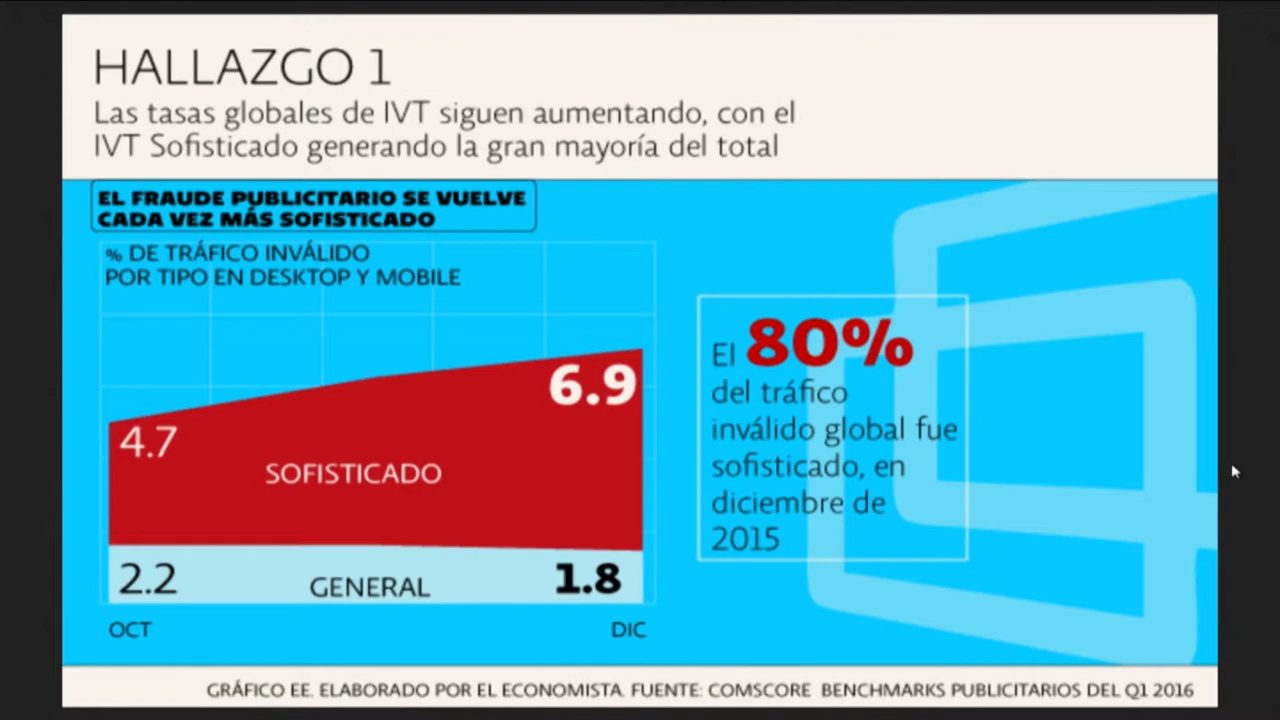 HALLAZGO 1
Las tasas globales de IVT siguen aumentando, con el
IVT Sofisticado generando la gran mayoría del total
EL FRAUDE PUBLICITARIO SE VUELVE
CADA VEZ MÁS SOFISTICADO
% DE TRÁFICO INVÁLIDO
POR TIPO EN DESKTOP Y MOBILE
4.7
6.9
SOFISTICADO
2.2
GENERAL
1.8
OCT
DIC
El 80%
del tráfico
inválido global fue
sofisticado, en
diciembre de
2015
GRÁFICO EE. ELABORADO POR EL ECONOMISTA. FUENTE: COMSCORE BENCHMARKS PUBLICITARIOS DEL Q1 2016